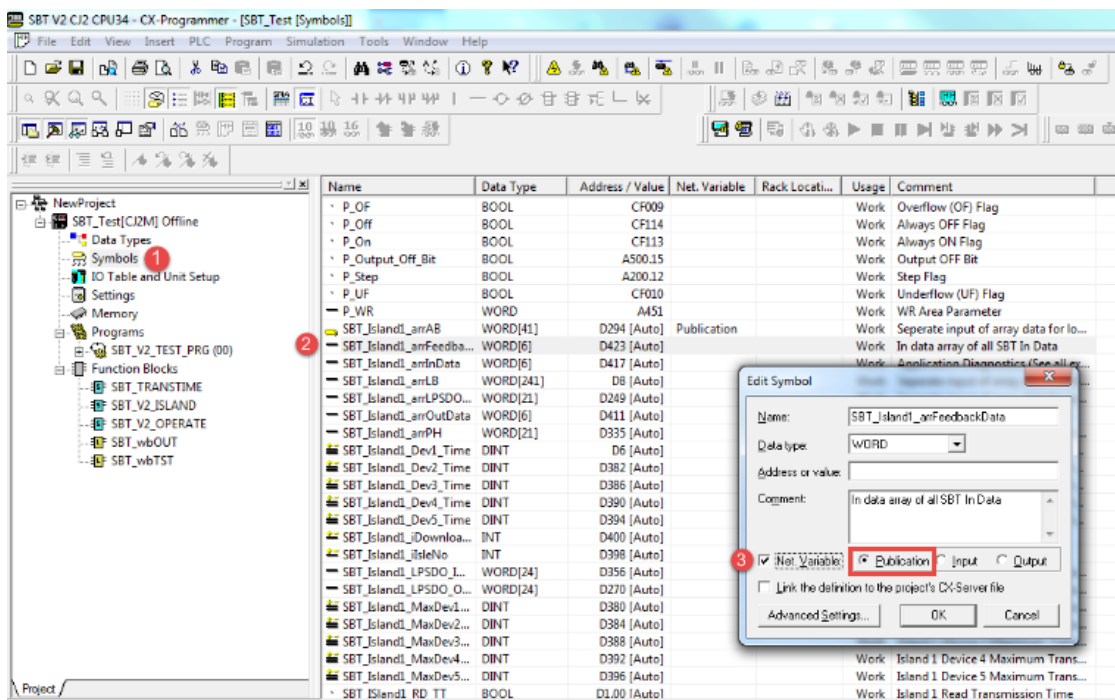 SBT V2 CJ2 CPU34 - CX-Programmer - [SBT_Test [Symbols]]
File Edit View Insert PLC Program Simulation Tools Window Help
NewProject
SBT_Test[CJ2M] Offline
Data Types
Symbols 1
IO Table and Unit Setup
Settings
Memory
Programs
SBT_V2_TEST_PRG (00)
Function Blocks
SBT_TRANSTIME
SBT_V2_ISLAND
SBT_V2_OPERATE
SBT_wbOUT
SBT_wbTST
Project
Name Data Type Address / Value Net. Variable Rack Locati... Usage Comment
P_OF BOOL CF009 Work Overflow (OF) Flag
P_Off BOOL CF114 Work Always OFF Flag
P_On BOOL CF113 Work Always ON Flag
P_Output_Off_Bit BOOL A500.15 Work Output OFF Bit
P_Step BOOL A200.12 Work Step Flag
P_UF BOOL CF010 Work Underflow (UF) Flag
P_WR WORD A451 Work WR Area Parameter
SBT_Island1_arrAB WORD[41] D294 [Auto] Publication Work Seperate input of array data for lo...
2 SBT_Island1_arrFeedba... WORD[6] D423 [Auto] Work In data array of all SBT In Data
SBT_Island1_arrInData WORD[6] D417 [Auto] Work Application Diagnostics (See all ex...
SBT_Island1_arrLB WORD[241] D8 [Auto]
SBT_Island1_arrLPSDO... WORD[21] D249 [Auto]
SBT_Island1_arrOutData WORD[6] D411 [Auto]
SBT_Island1_arrPH WORD[21] D335 [Auto]
SBT_Island1_Dev1_Time DINT D6 [Auto]
SBT_Island1_Dev2_Time DINT D382 [Auto]
SBT_Island1_Dev3_Time DINT D386 [Auto]
SBT_Island1_Dev4_Time DINT D390 [Auto]
SBT_Island1_Dev5_Time DINT D394 [Auto]
SBT_Island1_iDownloa... INT D400 [Auto]
SBT_Island1_iIsleNo INT D398 [Auto]
SBT_Island1_LPSDO_I... WORD[24] D356 [Auto]
SBT_Island1_LPSDO_O... WORD[24] D270 [Auto]
SBT_Island1_MaxDev1... DINT D380 [Auto]
SBT_Island1_MaxDev2... DINT D384 [Auto]
SBT_Island1_MaxDev3... DINT D388 [Auto]
SBT_Island1_MaxDev4... DINT D392 [Auto] Work Island 1 Device 4 Maximum Trans...
SBT_Island1_MaxDev5... DINT D396 [Auto] Work Island 1 Device 5 Maximum Trans...
SBT_ISland1_RD_TT BOOL D1.00 [Auto] Work Island 1 Read Transmission Time
Edit Symbol
Name: SBT_Island1_arrFeedbackData
Data type: WORD
Address or value:
Comment: In data array of all SBT In Data
3 Net. Variable: Publication Input Output
Link the definition to the project's CX-Server file
Advanced Settings... OK Cancel